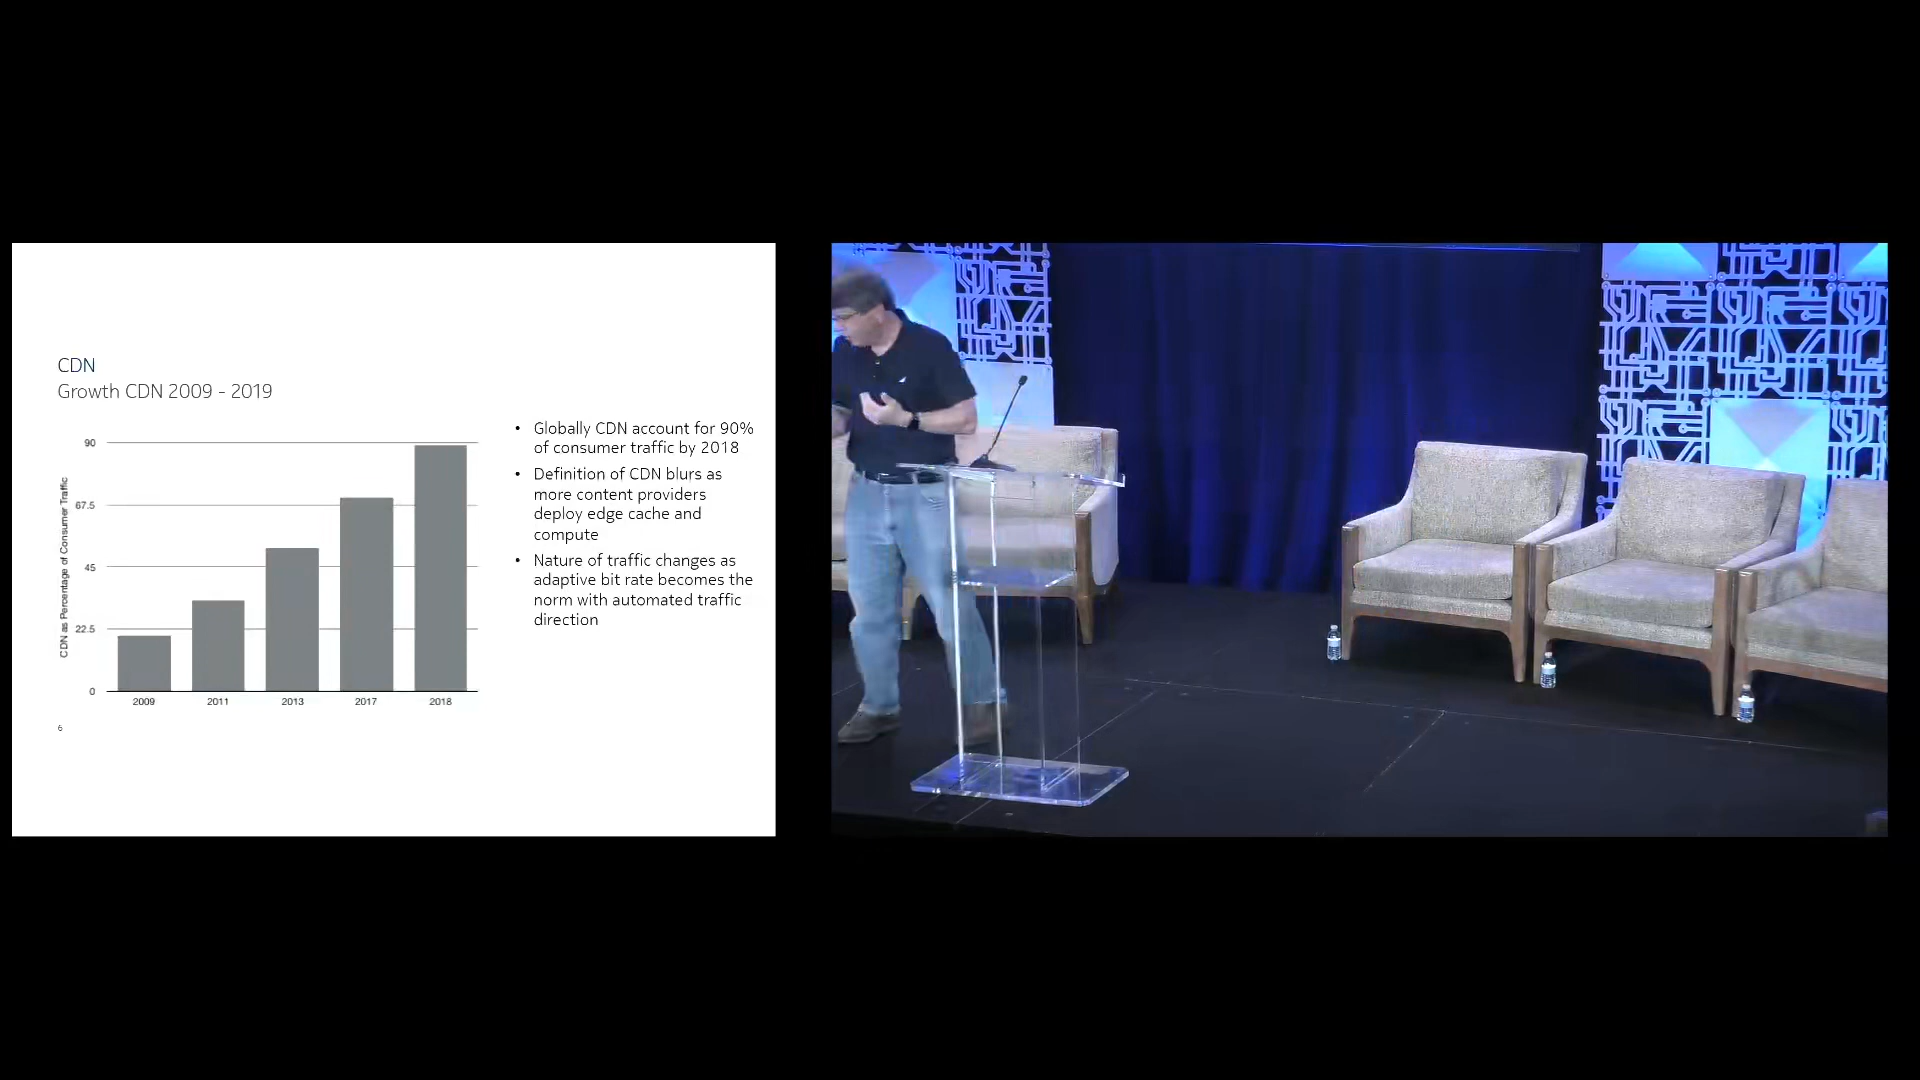 CDN
Growth CDN 2009 - 2019
CDN as Percentage of Consumer Traffic
90
67.5
45
22.5
0
2009
2011
2013
2017
2018
• Globally CDN account for 90%
of consumer traffic by 2018
• Definition of CDN blurs as
more content providers
deploy edge cache and
compute
• Nature of traffic changes as
adaptive bit rate becomes the
norm with automated traffic
direction
6